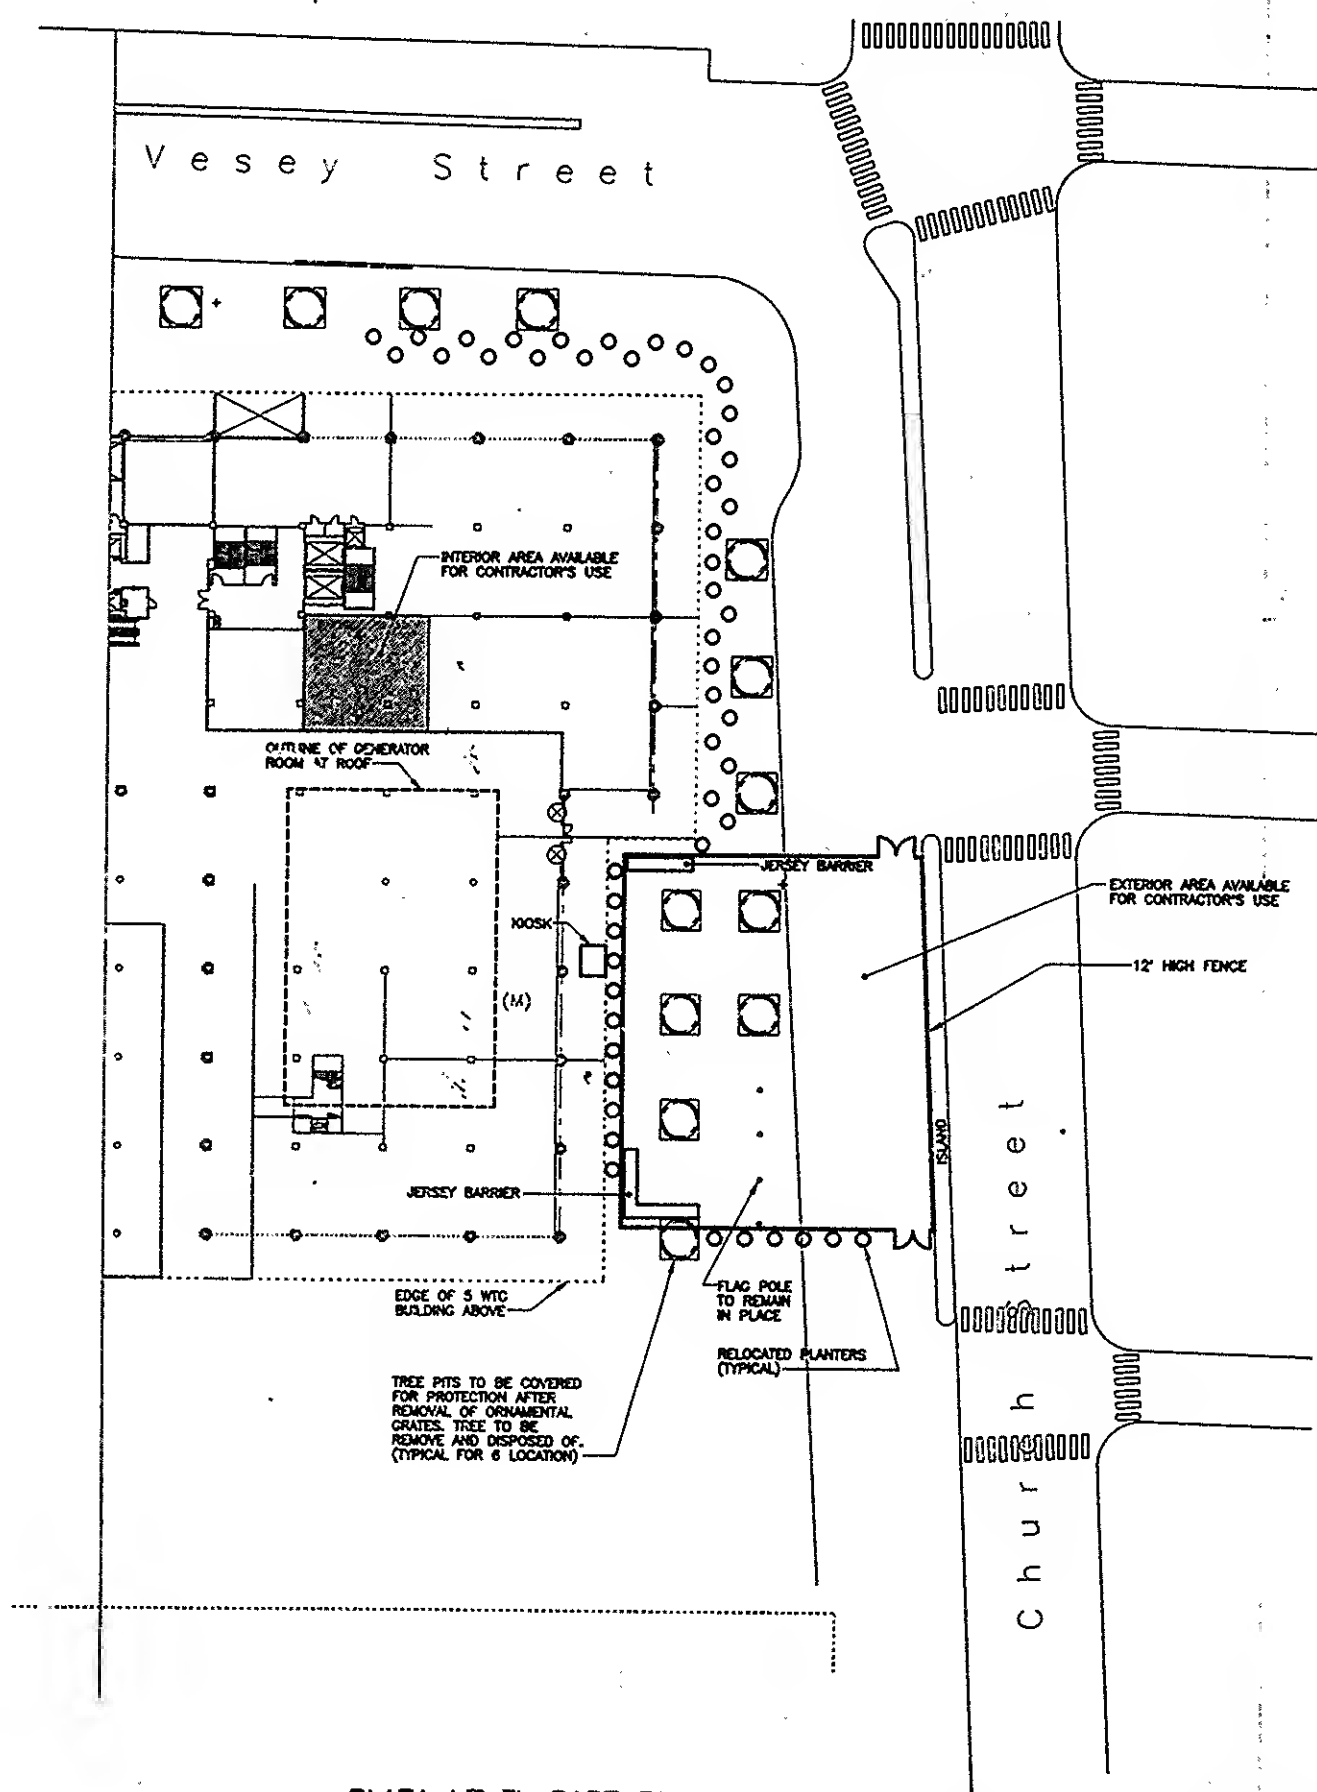 Vesey Street
INTERIOR AREA AVAILABLE
FOR CONTRACTOR'S USE
OUTLINE OF GENERATOR
ROOM AT ROOF
JERSEY BARRIER
EXTERIOR AREA AVAILABLE
FOR CONTRACTOR'S USE
KIOSK
12' HIGH FENCE
(M)
ISLAND
JERSEY BARRIER
Church Street
EDGE OF 5 WTC
BUILDING ABOVE
FLAG POLE
TO REMAIN
IN PLACE
RELOCATED PLANTERS
(TYPICAL)
TREE PITS TO BE COVERED
FOR PROTECTION AFTER
REMOVAL OF ORNAMENTAL
GRATES. TREE TO BE
REMOVE AND DISPOSED OF.
(TYPICAL FOR 6 LOCATION)